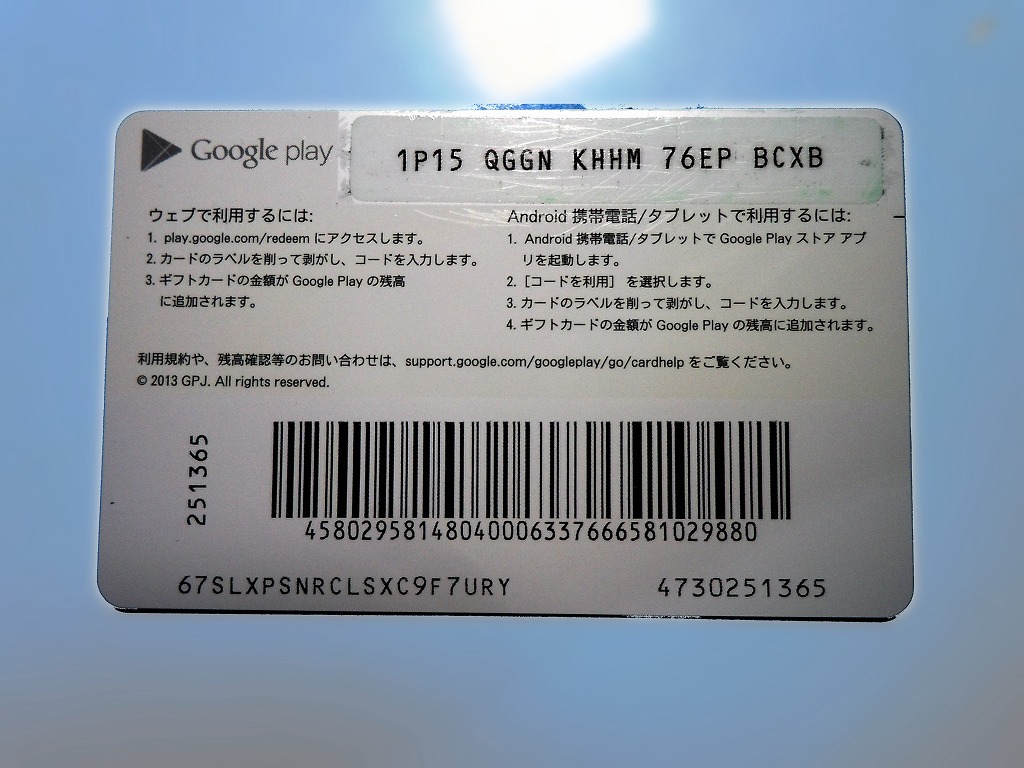 Google play
1P15 QGGN KHHM 76EP BCXB
ウェブで利用するには:
1. play.google.com/redeem にアクセスします。
2. カードのラベルを削って剥がし、コードを入力します。
3. ギフトカードの金額が Google Play の残高
に追加されます。
Android 携帯電話/タブレットで利用するには:
1. Android 携帯電話/タブレットで Google Play ストア アプ
リを起動します。
2. [コードを利用] を選択します。
3. カードのラベルを削って剥がし、コードを入力します。
4. ギフトカードの金額が Google Play の残高に追加されます。
利用規約や、残高確認等のお問い合わせは、support.google.com/googleplay/go/cardhelp をご覧ください。
© 2013 GPJ. All rights reserved.
251365
45802958148040006337666581029880
67SLXPSNRCLSXC9F7URY
4730251365